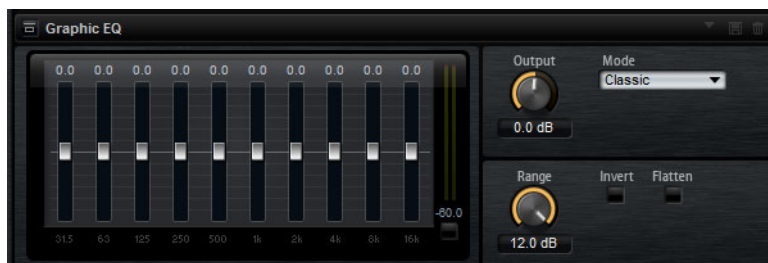 Graphic EQ
0.0 0.0 0.0 0.0 0.0 0.0 0.0 0.0 0.0 0.0
31.5 63 125 250 500 1k 2k 4k 8k 16k
-60.0
Output
0.0 dB
Mode
Classic
Range
12.0 dB
Invert
Flatten